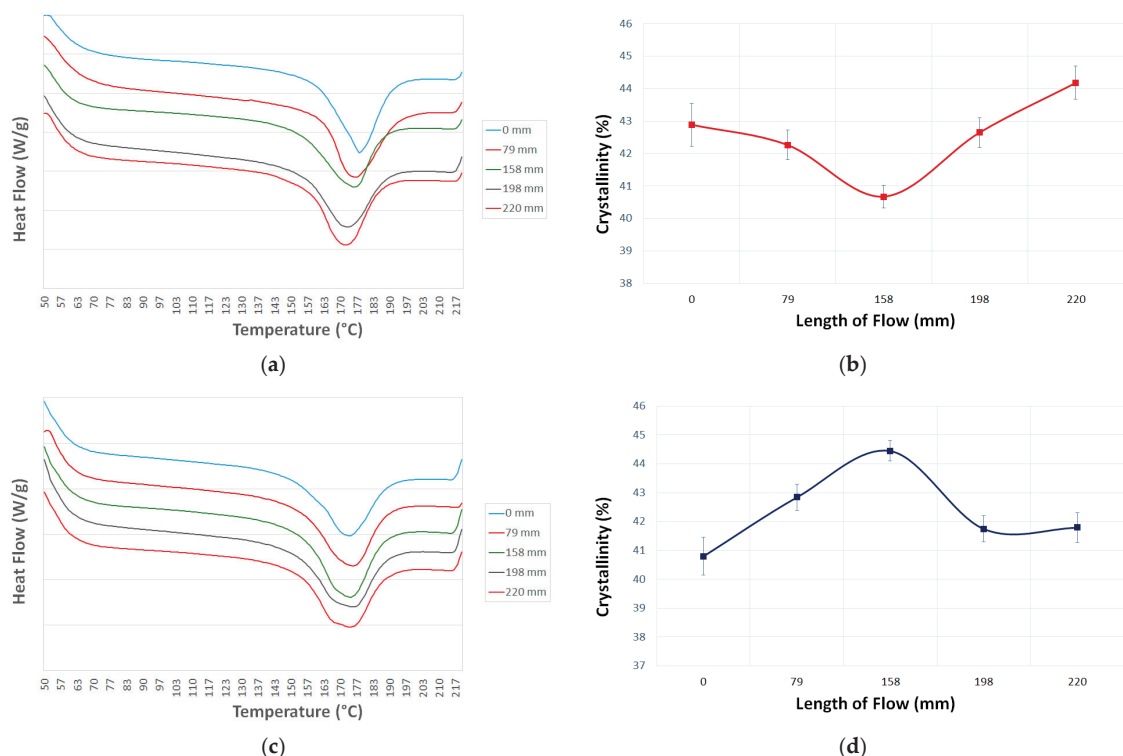 Heat Flow (W/g)
0 mm
79 mm
158 mm
198 mm
220 mm
50 57 63 70 77 83 90 97 103 110 117 123 130 137 143 150 157 163 170 177 183 190 197 203 210 217
Temperature (°C)
(a)
Crystallinity (%)
46
45
44
43
42
41
40
39
38
0 79 158 198 220
Length of Flow (mm)
(b)
Heat Flow (W/g)
0 mm
79 mm
158 mm
198 mm
220 mm
50 57 63 70 77 83 90 97 103 110 117 123 130 137 143 150 157 163 170 177 183 190 197 203 210 217
Temperature (°C)
(c)
Crystallinity (%)
46
45
44
43
42
41
40
39
38
37
0 79 158 198 220
Length of Flow (mm)
(d)